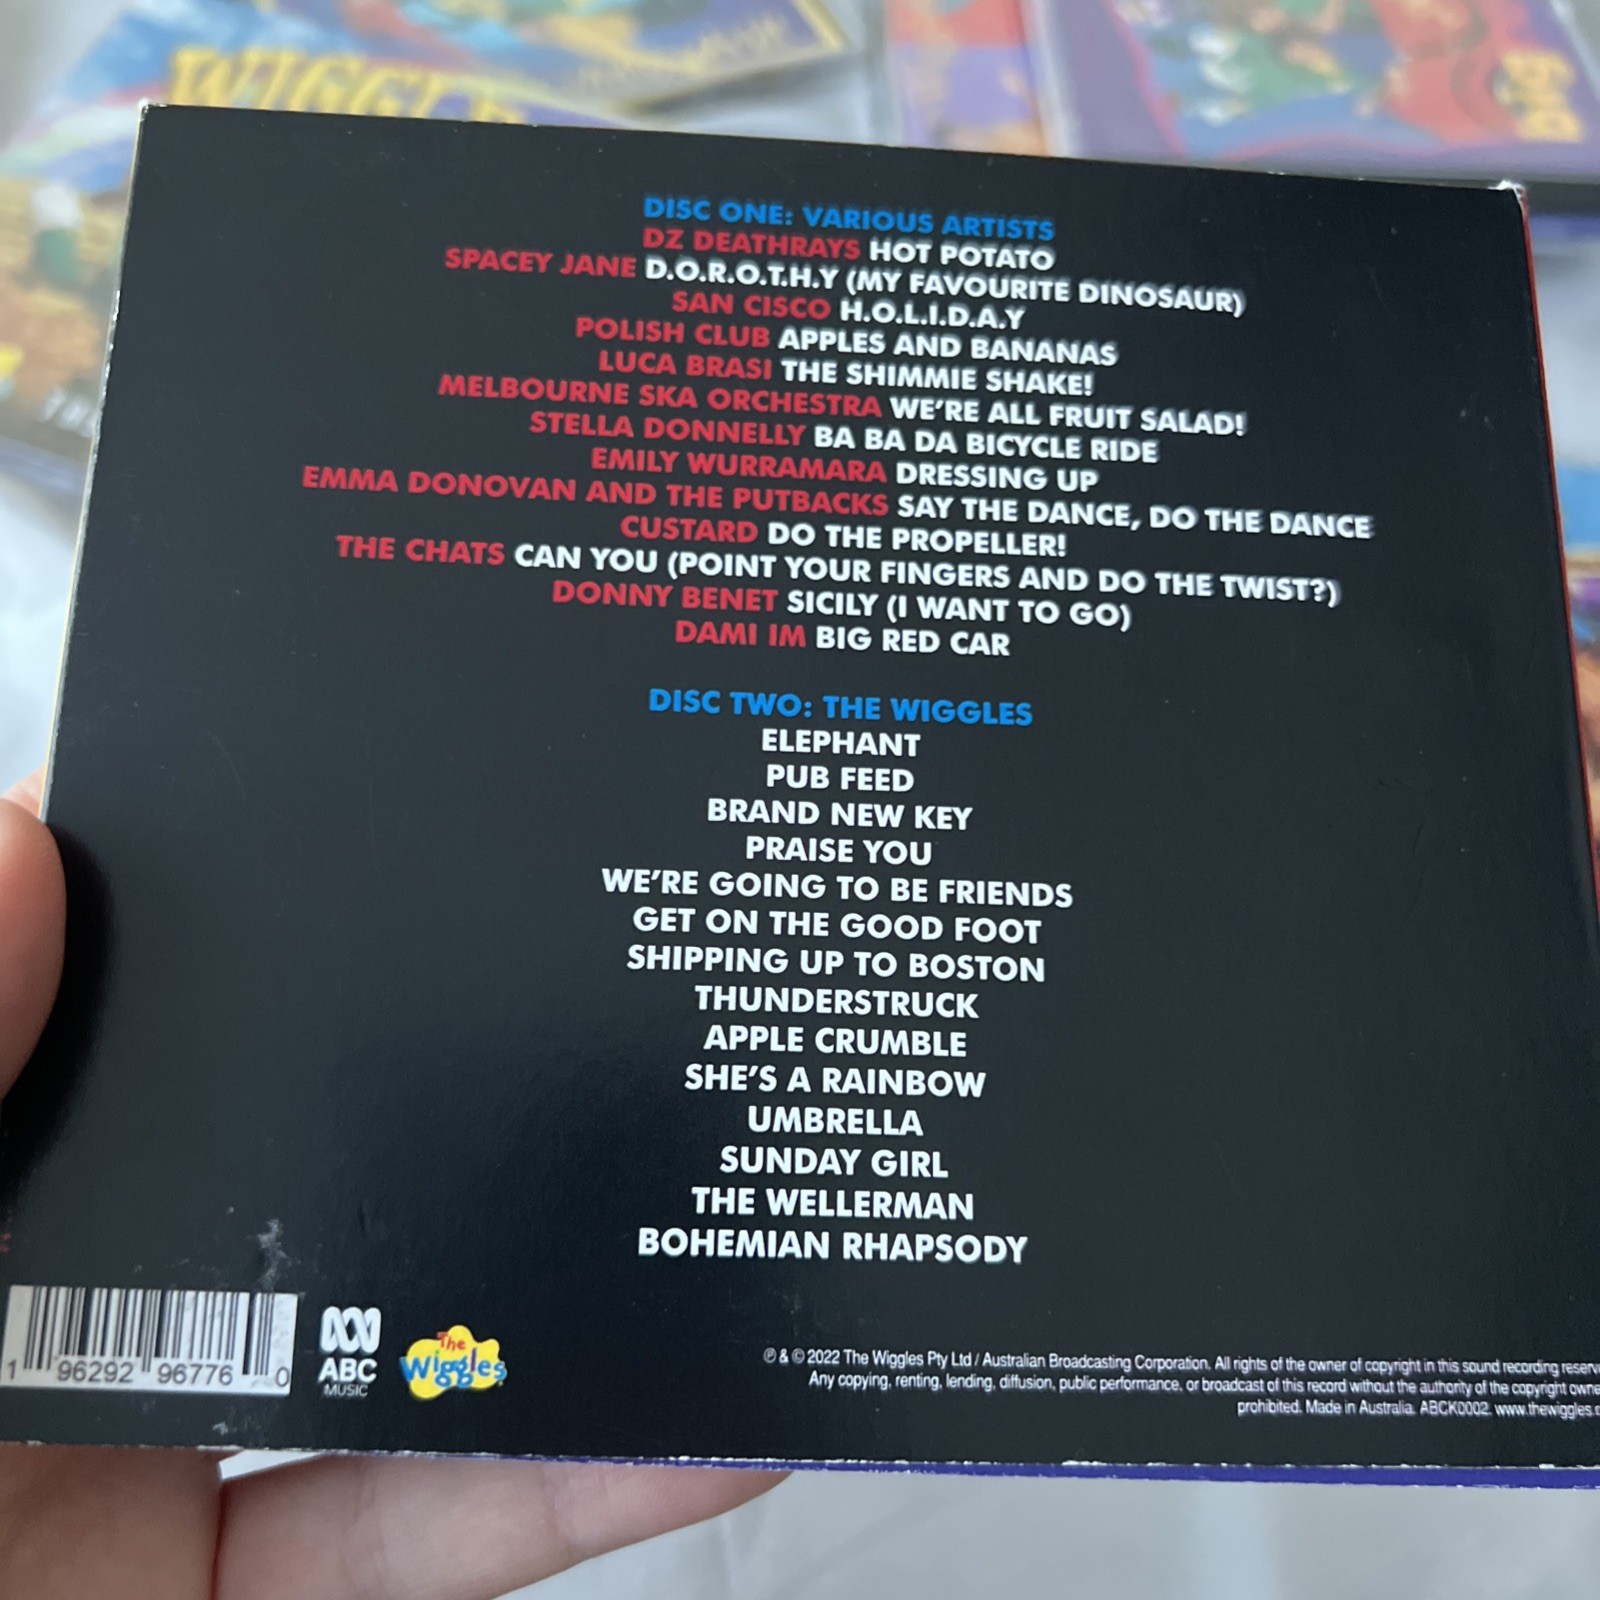 WIGGLE
DISC ONE: VARIOUS ARTISTS
DZ DEATHRAYS HOT POTATO
SPACEY JANE D.O.R.O.T.H.Y (MY FAVOURITE DINOSAUR)
SAN CISCO H.O.L.I.D.A.Y
POLISH CLUB APPLES AND BANANAS
LUCA BRASI THE SHIMMIE SHAKE!
MELBOURNE SKA ORCHESTRA WE'RE ALL FRUIT SALAD!
STELLA DONNELLY BA BA DA BICYCLE RIDE
EMILY WURRAMARA DRESSING UP
EMMA DONOVAN AND THE PUTBACKS SAY THE DANCE, DO THE DANCE
CUSTARD DO THE PROPELLER!
THE CHATS CAN YOU (POINT YOUR FINGERS AND DO THE TWIST?)
DONNY BENET SICILY (I WANT TO GO)
DAMI IM BIG RED CAR
DISC TWO: THE WIGGLES
ELEPHANT
PUB FEED
BRAND NEW KEY
PRAISE YOU
WE'RE GOING TO BE FRIENDS
GET ON THE GOOD FOOT
SHIPPING UP TO BOSTON
THUNDERSTRUCK
APPLE CRUMBLE
SHE'S A RAINBOW
UMBRELLA
SUNDAY GIRL
THE WELLERMAN
BOHEMIAN RHAPSODY
1 96292 96776 0
ABC
MUSIC
The
Wiggles
℗ & © 2022 The Wiggles Pty Ltd / Australian Broadcasting Corporation. All rights of the owner of copyright in this sound recording reserve
Any copying, renting, lending, diffusion, public performance, or broadcast of this record without the authority of the copyright owne
prohibited. Made in Australia. ABCK0002. www.thewiggles.